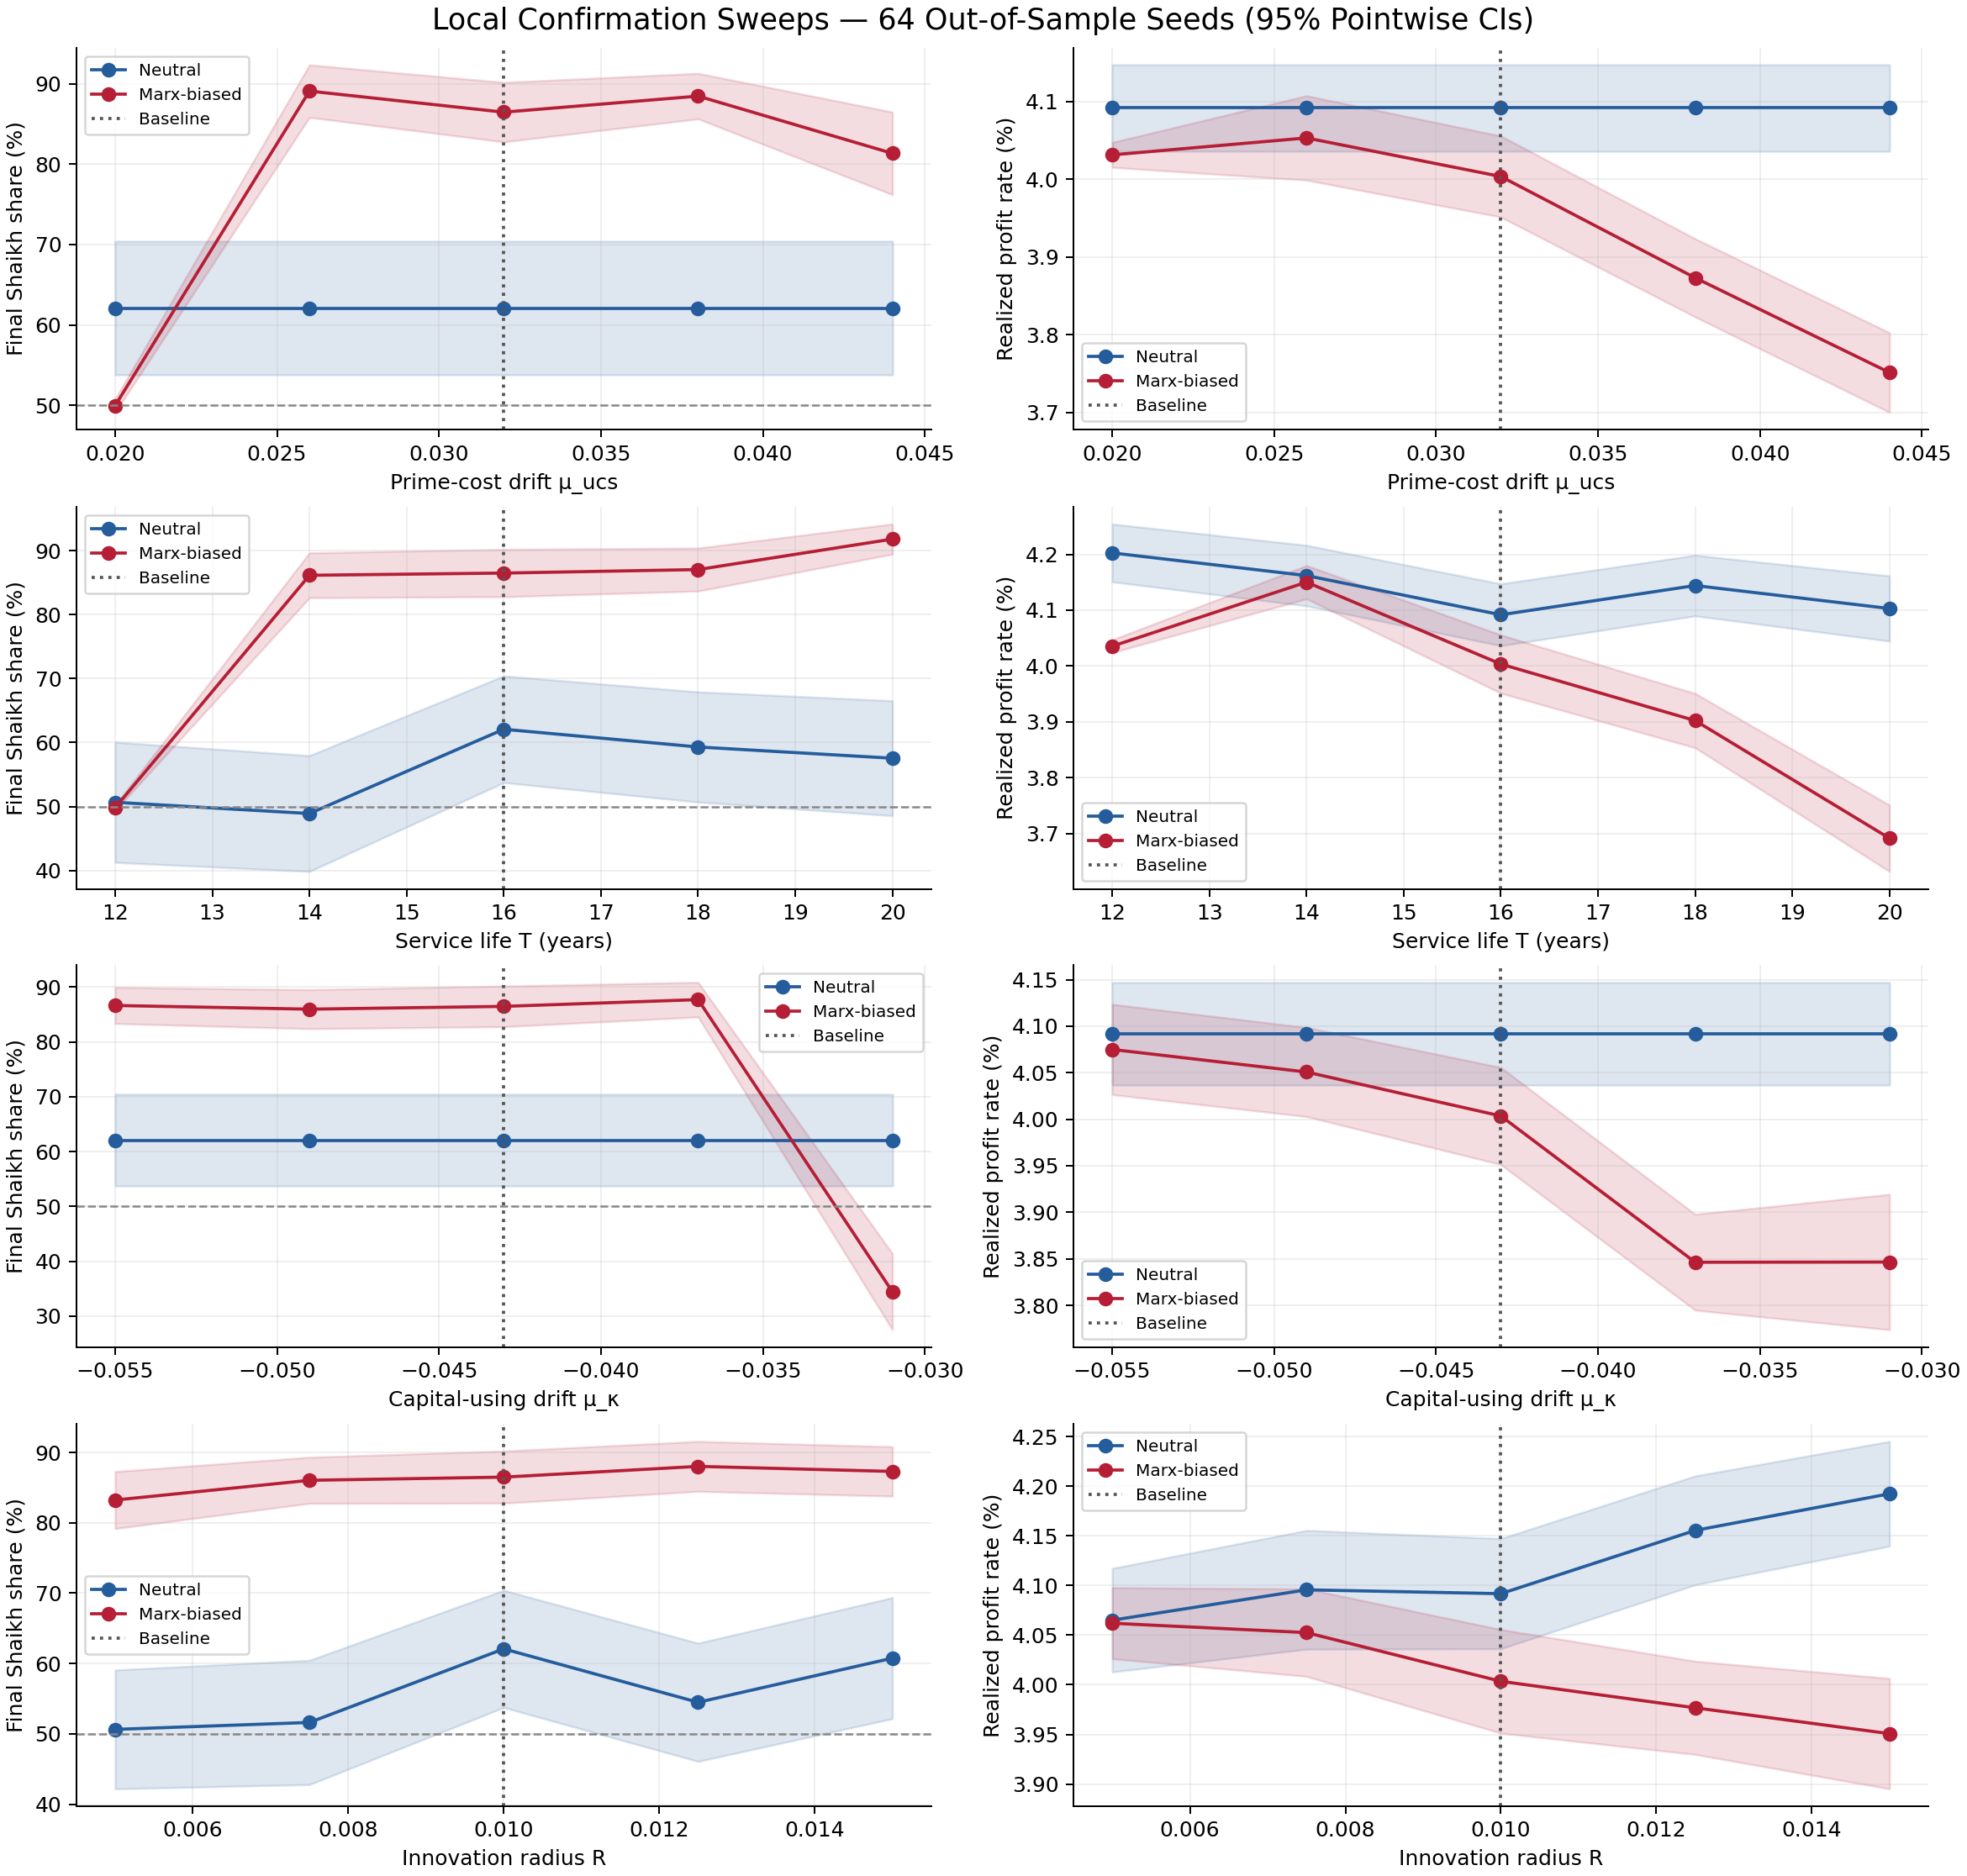 Local Confirmation Sweeps — 64 Out-of-Sample Seeds (95% Pointwise CIs)
Final Shaikh share (%)
90
80
70
60
50
Neutral
Marx-biased
Baseline
0.020 0.025 0.030 0.035 0.040 0.045
Prime-cost drift μ_ucs
Realized profit rate (%)
4.1
4.0
3.9
3.8
3.7
Neutral
Marx-biased
Baseline
0.020 0.025 0.030 0.035 0.040 0.045
Prime-cost drift μ_ucs
Final Shaikh share (%)
90
80
70
60
50
40
Neutral
Marx-biased
Baseline
12 13 14 15 16 17 18 19 20
Service life T (years)
Realized profit rate (%)
4.2
4.1
4.0
3.9
3.8
3.7
Neutral
Marx-biased
Baseline
12 13 14 15 16 17 18 19 20
Service life T (years)
Final Shaikh share (%)
90
80
70
60
50
40
30
Neutral
Marx-biased
Baseline
−0.055 −0.050 −0.045 −0.040 −0.035 −0.030
Capital-using drift μ_κ
Realized profit rate (%)
4.15
4.10
4.05
4.00
3.95
3.90
3.85
3.80
Neutral
Marx-biased
Baseline
−0.055 −0.050 −0.045 −0.040 −0.035 −0.030
Capital-using drift μ_κ
Final Shaikh share (%)
90
80
70
60
50
40
Neutral
Marx-biased
Baseline
0.006 0.008 0.010 0.012 0.014
Innovation radius R
Realized profit rate (%)
4.25
4.20
4.15
4.10
4.05
4.00
3.95
3.90
Neutral
Marx-biased
Baseline
0.006 0.008 0.010 0.012 0.014
Innovation radius R